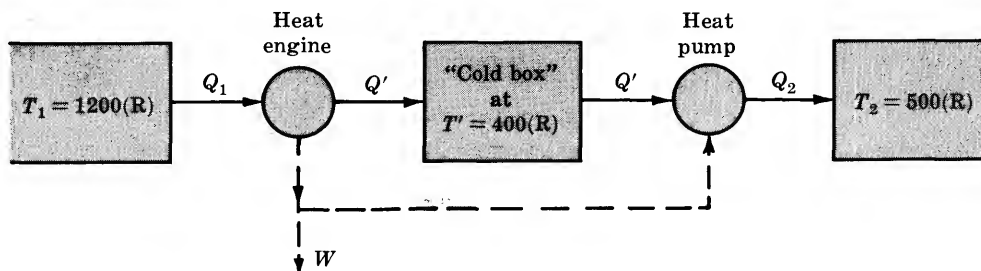 Heat
engine
Heat
pump
T₁ = 1200(R)
Q₁
Q′
"Cold box"
at
T′ = 400(R)
Q′
Q₂
T₂ = 500(R)
W